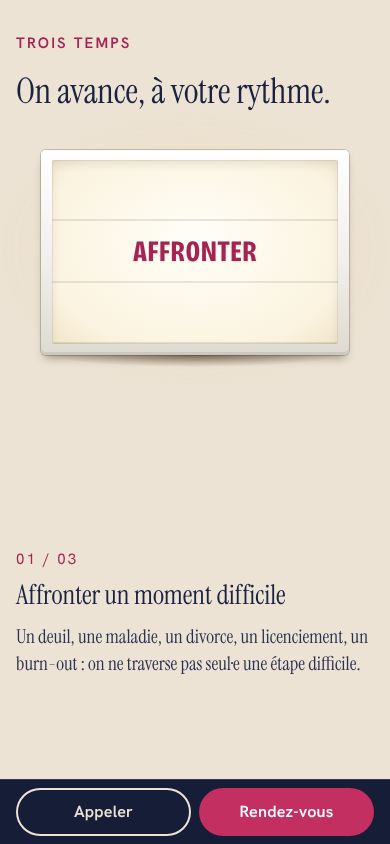 TROIS TEMPS
On avance, à votre rythme.
AFFRONTER
01 / 03
Affronter un moment difficile
Un deuil, une maladie, un divorce, un licenciement, un
burn-out : on ne traverse pas seul·e une étape difficile.
Appeler
Rendez-vous